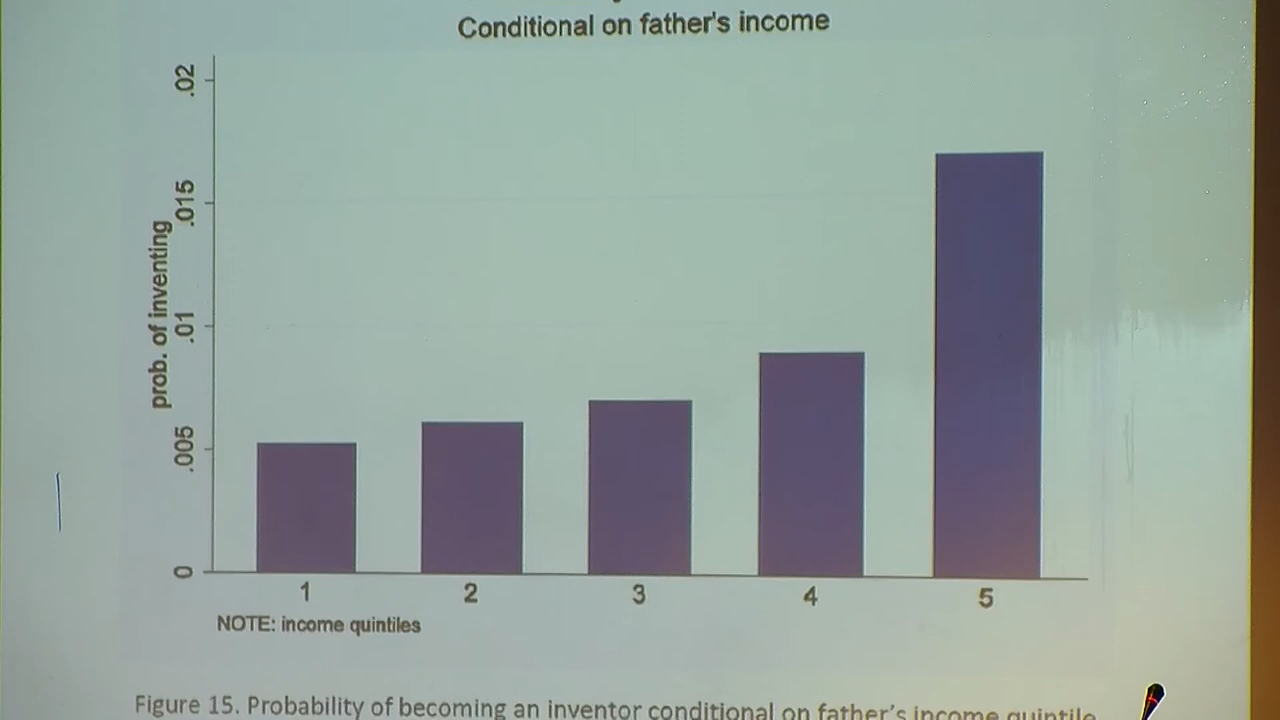 Conditional on father's income
.02
.015
.01
.005
0
prob. of inventing
1 2 3 4 5
NOTE: income quintiles
Figure 15. Probability of becoming an inventor conditional on father's income quintile